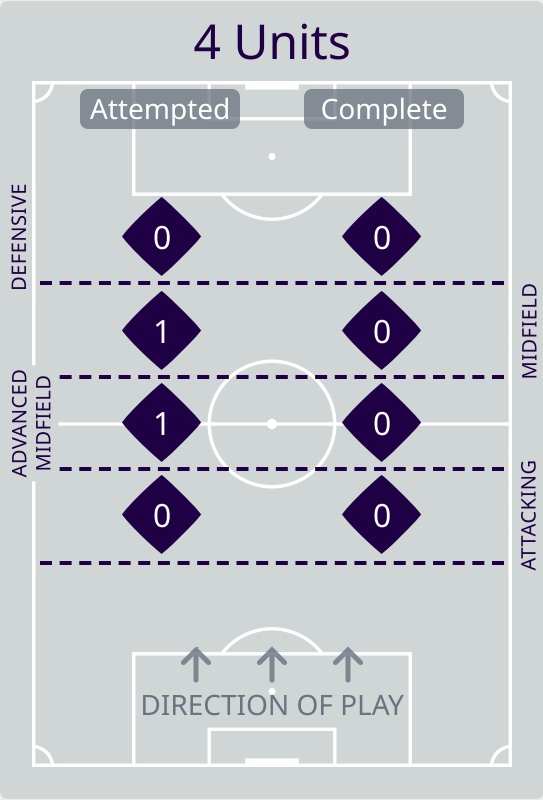 4 Units
Attempted
Complete
DEFENSIVE
0
0
MIDFIELD
1
0
ADVANCED
MIDFIELD
1
0
ATTACKING
0
0
DIRECTION OF PLAY